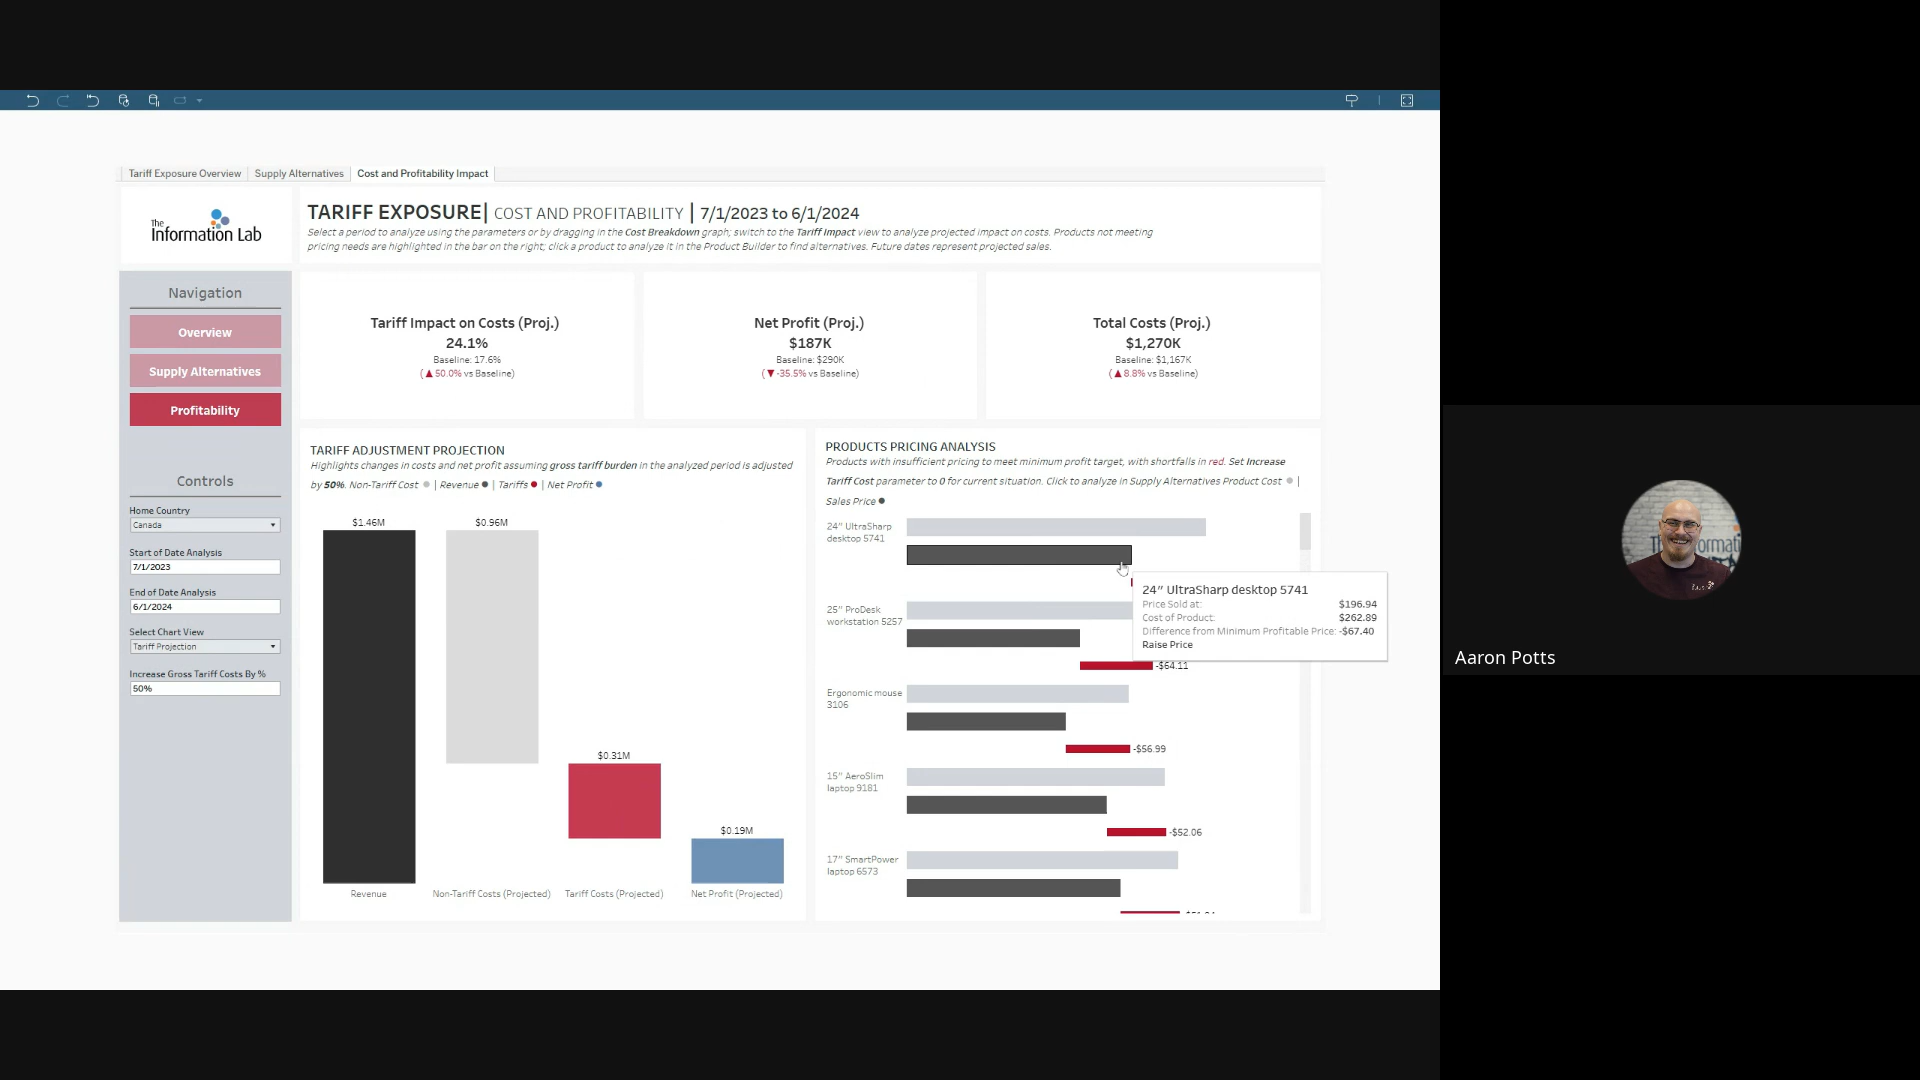 Tariff Exposure Overview
Supply Alternatives
Cost and Profitability Impact
The
Information Lab
TARIFF EXPOSURE| COST AND PROFITABILITY | 7/1/2023 to 6/1/2024
Select a period to analyze using the parameters or by dragging in the Cost Breakdown graph; switch to the Tariff Impact view to analyze projected impact on costs. Products not meeting
pricing needs are highlighted in the bar on the right; click a product to analyze it in the Product Builder to find alternatives. Future dates represent projected sales.
Navigation
Overview
Supply Alternatives
Profitability
Controls
Home Country
Canada
Start of Date Analysis
7/1/2023
End of Date Analysis
6/1/2024
Select Chart View
Tariff Projection
Increase Gross Tariff Costs By %
50%
Tariff Impact on Costs (Proj.)
24.1%
Baseline: 17.6%
(▲50.0% vs Baseline)
Net Profit (Proj.)
$187K
Baseline: $290K
(▼-35.5% vs Baseline)
Total Costs (Proj.)
$1,270K
Baseline: $1,167K
(▲8.8% vs Baseline)
TARIFF ADJUSTMENT PROJECTION
Highlights changes in costs and net profit assuming gross tariff burden in the analyzed period is adjusted
by 50%. Non-Tariff Cost ● | Revenue ● | Tariffs ● | Net Profit ●
$1.46M
$0.96M
$0.31M
$0.19M
Revenue
Non-Tariff Costs (Projected)
Tariff Costs (Projected)
Net Profit (Projected)
PRODUCTS PRICING ANALYSIS
Products with insufficient pricing to meet minimum profit target, with shortfalls in red. Set Increase
Tariff Cost parameter to 0 for current situation. Click to analyze in Supply Alternatives Product Cost ● |
Sales Price ●
24" UltraSharp
desktop 5741
24" UltraSharp desktop 5741
Price Sold at: $196.94
Cost of Product: $262.89
Difference from Minimum Profitable Price: -$67.40
Raise Price
25" ProDesk
workstation 5257
-$64.11
Ergonomic mouse
3106
-$56.99
15" AeroSlim
laptop 9181
-$52.06
17" SmartPower
laptop 6573
Aaron Potts